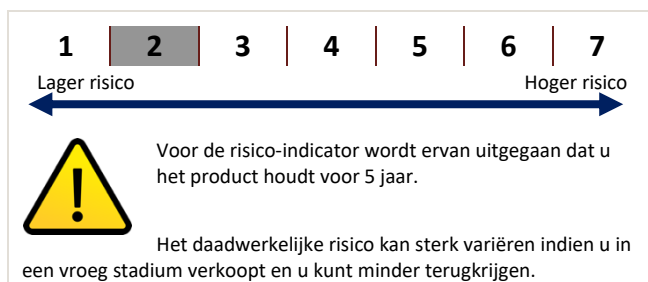 1 2 3 4 5 6 7
Lager risico Hoger risico
Voor de risico-indicator wordt ervan uitgegaan dat u
het product houdt voor 5 jaar.
Het daadwerkelijke risico kan sterk variëren indien u in
een vroeg stadium verkoopt en u kunt minder terugkrijgen.